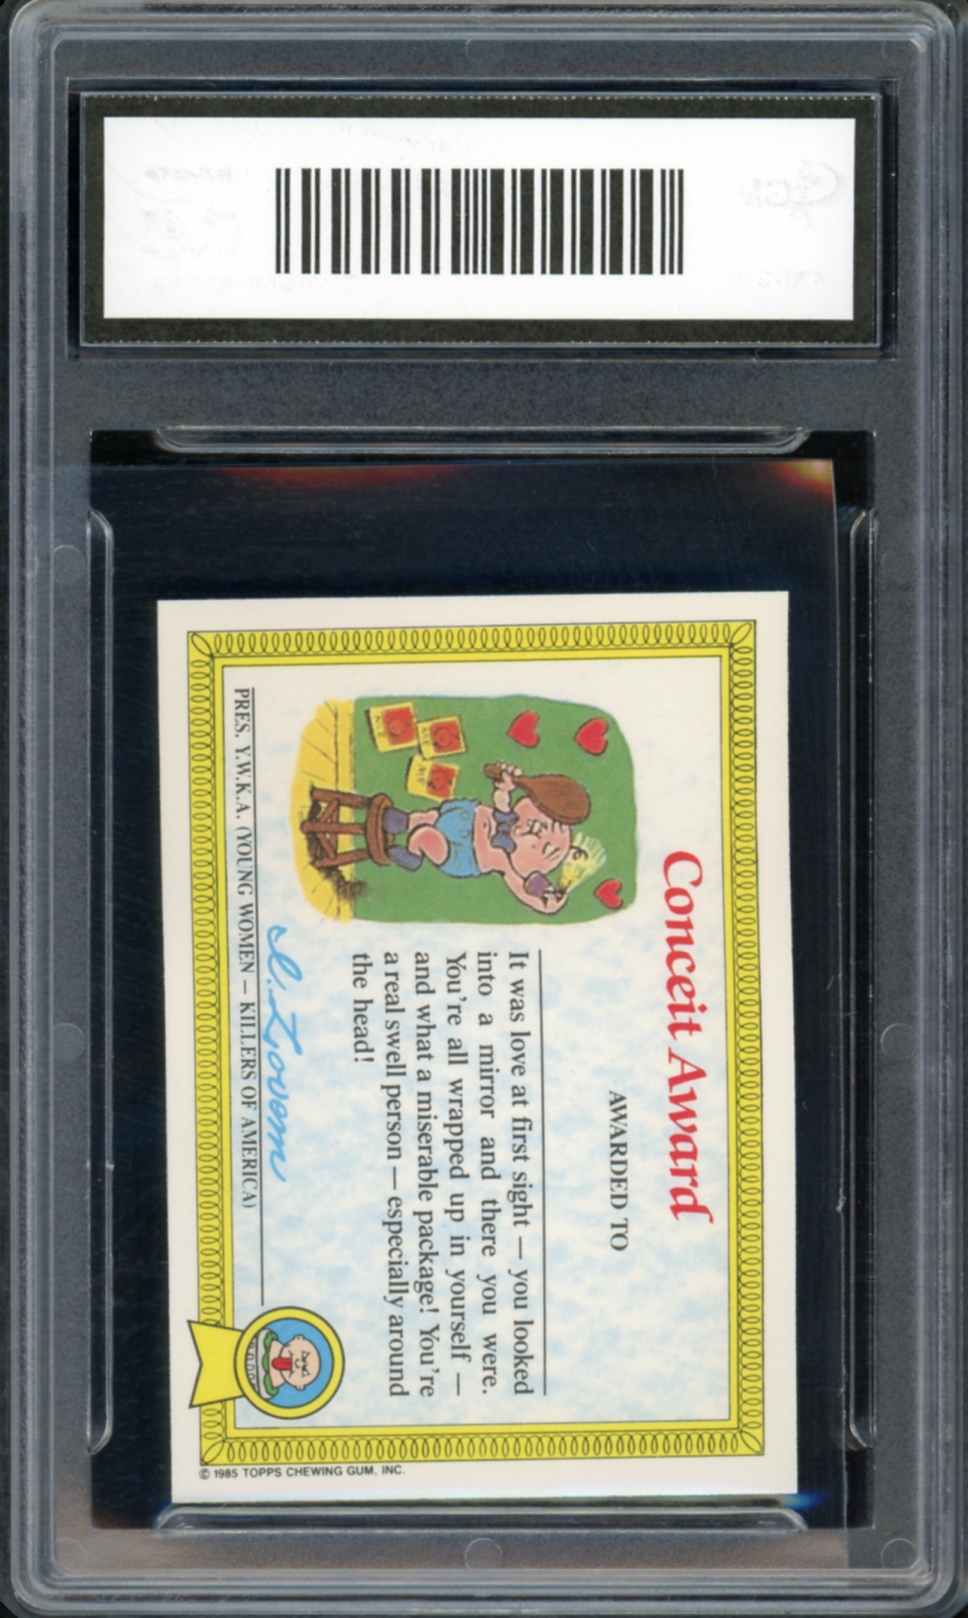 Conceit Award
AWARDED TO
It was love at first sight — you looked
into a mirror and there you were.
You're all wrapped up in yourself —
and what a miserable package! You're
a real swell person — especially around
the head!
I. Lovem
PRES. Y.W.K.A. (YOUNG WOMEN — KILLERS OF AMERICA)
© 1985 TOPPS CHEWING GUM, INC.